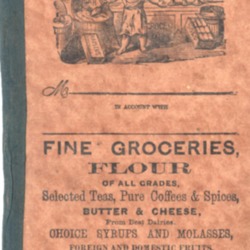 M
IN ACCOUNT WITH
FINE GROCERIES,
FLOUR
OF ALL GRADES,
Selected Teas, Pure Coffees & Spices,
BUTTER & CHEESE,
From Best Dairies.
CHOICE SYRUPS AND MOLASSES,
FOREIGN AND DOMESTIC FRUITS,